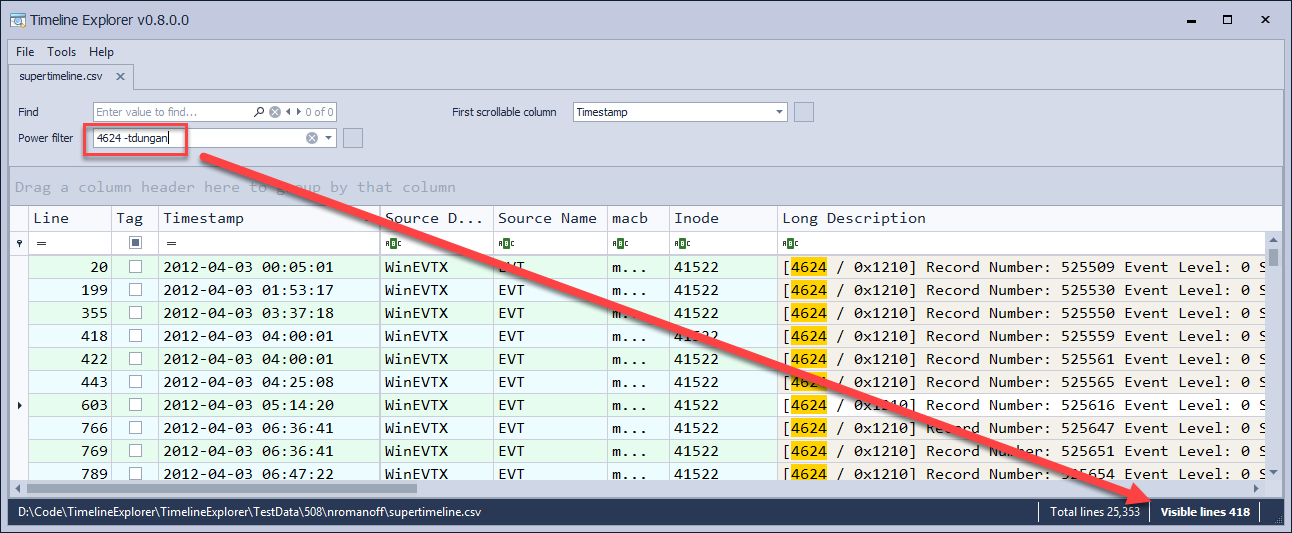 Timeline Explorer v0.8.0.0
File Tools Help
supertimeline.csv
Find Enter value to find... 0 of 0 First scrollable column Timestamp
Power filter 4624 -tdungan
Drag a column header here to group by that column
Line Tag Timestamp Source D... Source Name macb Inode Long Description
= = ABC ABC ABC ABC ABC
20 2012-04-03 00:05:01 WinEVTX EVT m... 41522 [4624 / 0x1210] Record Number: 525509 Event Level: 0 S
199 2012-04-03 01:53:17 WinEVTX EVT m... 41522 [4624 / 0x1210] Record Number: 525530 Event Level: 0 S
355 2012-04-03 03:37:18 WinEVTX EVT m... 41522 [4624 / 0x1210] Record Number: 525550 Event Level: 0 S
418 2012-04-03 04:00:01 WinEVTX EVT m... 41522 [4624 / 0x1210] Record Number: 525559 Event Level: 0 S
422 2012-04-03 04:00:01 WinEVTX EVT m... 41522 [4624 / 0x1210] Record Number: 525561 Event Level: 0 S
443 2012-04-03 04:25:08 WinEVTX EVT m... 41522 [4624 / 0x1210] Record Number: 525565 Event Level: 0 S
603 2012-04-03 05:14:20 WinEVTX EVT m... 41522 [4624 / 0x1210] Record Number: 525616 Event Level: 0 S
766 2012-04-03 06:36:41 WinEVTX EVT m... 41522 [4624 / 0x1210] Record Number: 525647 Event Level: 0 S
769 2012-04-03 06:36:41 WinEVTX EVT m... 41522 [4624 / 0x1210] Record Number: 525651 Event Level: 0 S
789 2012-04-03 06:47:22 WinEVTX EVT m... 41522 [4624 / 0x1210] Record Number: 525654 Event Level: 0 S
D:\Code\TimelineExplorer\TimelineExplorer\TestData\508\nromanoff\supertimeline.csv Total lines 25,353 Visible lines 418